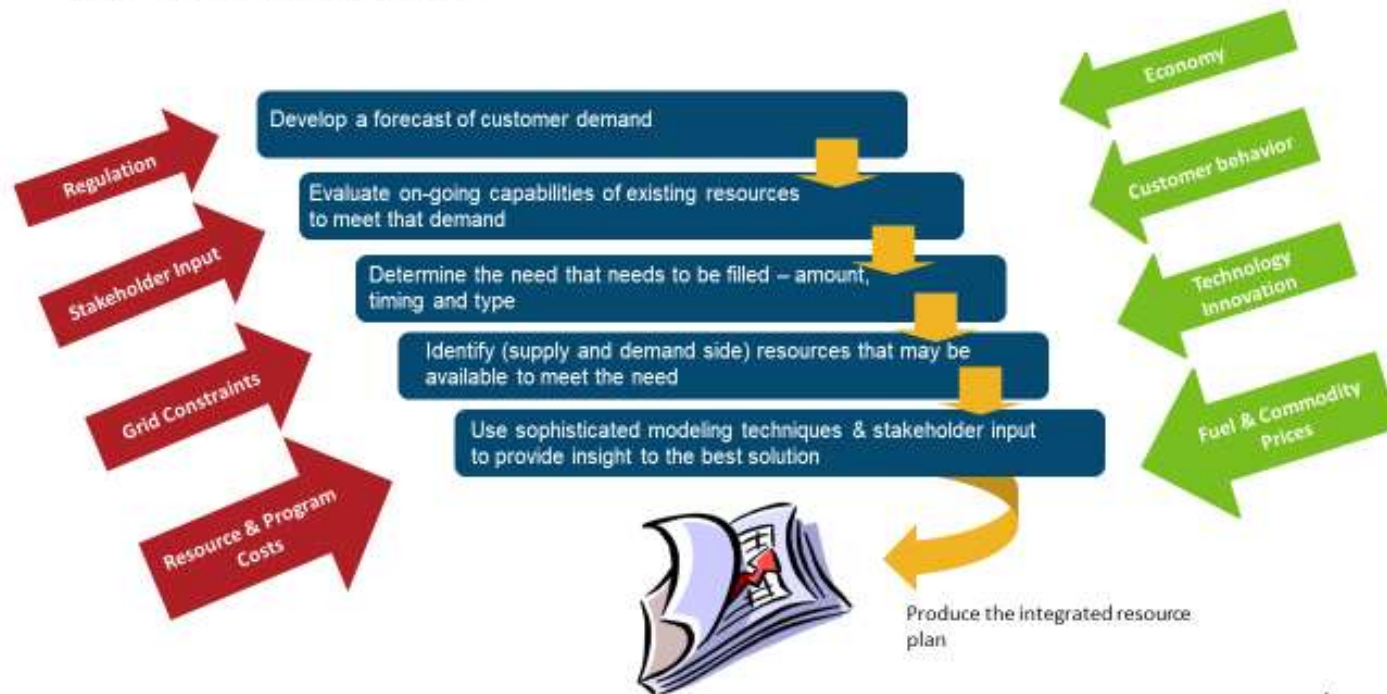 Develop a forecast of customer demand
Evaluate on-going capabilities of existing resources
to meet that demand
Determine the need that needs to be filled – amount,
timing and type
Identify (supply and demand side) resources that may be
available to meet the need
Use sophisticated modeling techniques & stakeholder input
to provide insight to the best solution
Produce the integrated resource
plan
Regulation
Stakeholder Input
Grid Constraints
Resource & Program
Costs
Economy
Customer behavior
Technology
Innovation
Fuel & Commodity
Prices